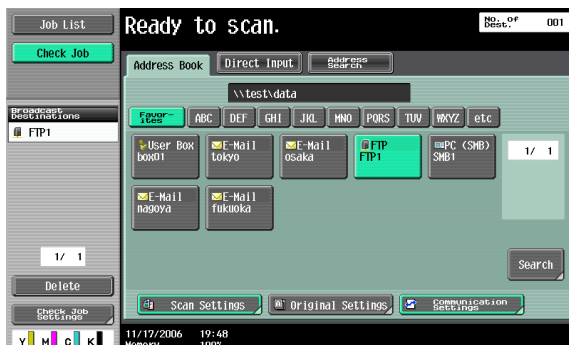 Job List
Ready to scan.
No. of Dest. 001
Check Job
Address Book
Direct Input
Address Search
\\test\data
Broadcast Destinations
FTP1
Favorites
ABC
DEF
GHI
JKL
MNO
PQRS
TUV
WXYZ
etc
User Box
box01
E-Mail
tokyo
E-Mail
osaka
FTP
FTP1
PC (SMB)
SMB1
1/ 1
E-Mail
nagoya
E-Mail
fukuoka
1/ 1
Search
Delete
Check Job Settings
Scan Settings
Original Settings
Communication Settings
11/17/2006 19:48
Memory 100%
Y M C K